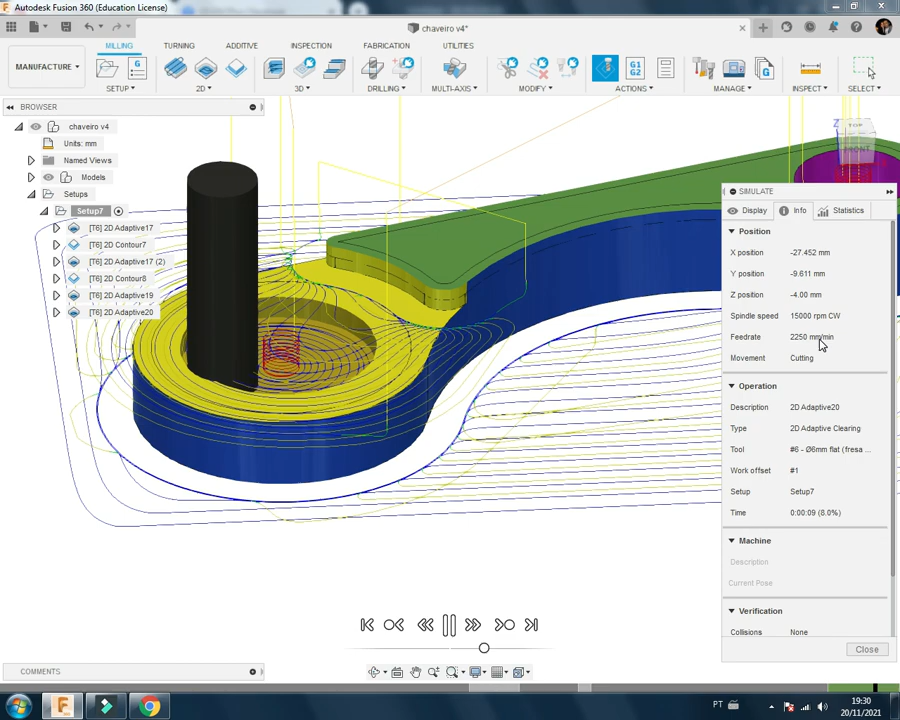 Autodesk Fusion 360 (Education License)
chaveiro v4*
MILLING TURNING ADDITIVE INSPECTION FABRICATION UTILITIES
MANUFACTURE
G1 G2
SETUP 2D 3D DRILLING MULTI-AXIS MODIFY ACTIONS MANAGE INSPECT SELECT
BROWSER
chaveiro v4
Units: mm
Named Views
Models
Setups
Setup7
[T6] 2D Adaptive17
[T6] 2D Contour7
[T6] 2D Adaptive17 (2)
[T6] 2D Contour8
[T6] 2D Adaptive19
[T6] 2D Adaptive20
Z
TOP
FRONT
SIMULATE
Display Info Statistics
Position
X position -27.452 mm
Y position -9.611 mm
Z position -4.00 mm
Spindle speed 15000 rpm CW
Feedrate 2250 mm/min
Movement Cutting
Operation
Description 2D Adaptive20
Type 2D Adaptive Clearing
Tool #6 - Ø6mm flat (fresa ...
Work offset #1
Setup Setup7
Time 0:00:09 (8.0%)
Machine
Description
Current Pose
Verification
Collisions None
Close
COMMENTS
PT
19:30
20/11/2021